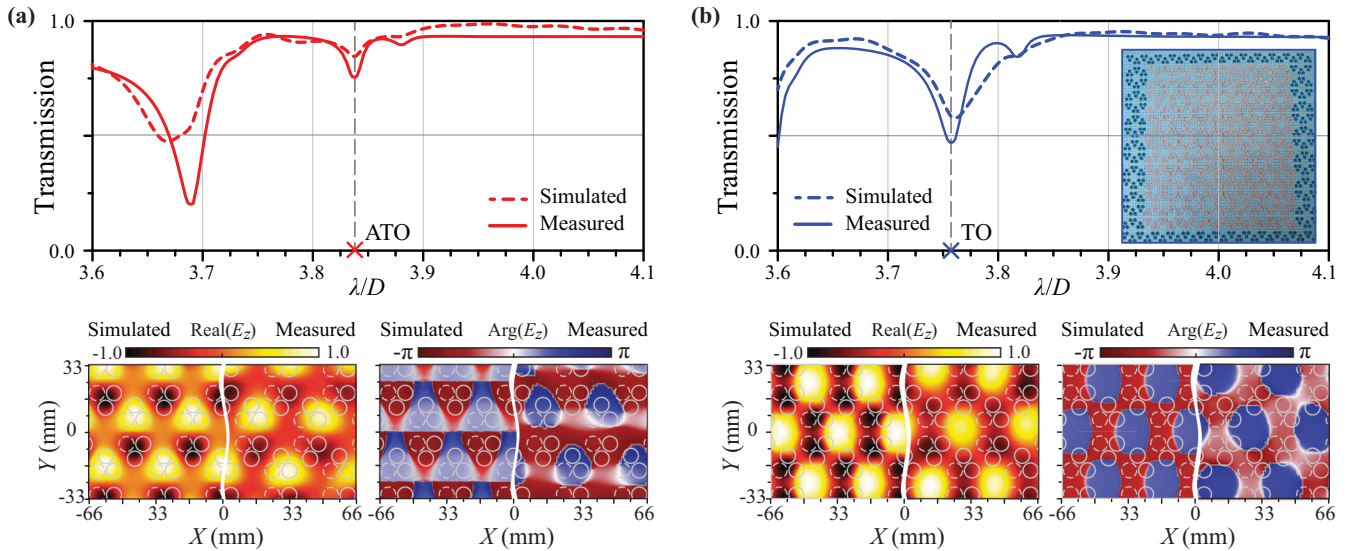 (a)
1.0
Transmission
0.0
Simulated
Measured
ATO
3.6 3.7 3.8 3.9 4.0 4.1
λ/D
Simulated Real(Ez) Measured
-1.0 1.0
Simulated Arg(Ez) Measured
-π π
33
0
-33
Y (mm)
-66 33 0 33 66
X (mm)
-66 33 0 33 66
X (mm)
(b)
1.0
Transmission
0.0
Simulated
Measured
TO
3.6 3.7 3.8 3.9 4.0 4.1
λ/D
Simulated Real(Ez) Measured
-1.0 1.0
Simulated Arg(Ez) Measured
-π π
33
0
-33
Y (mm)
-66 33 0 33 66
X (mm)
-66 33 0 33 66
X (mm)